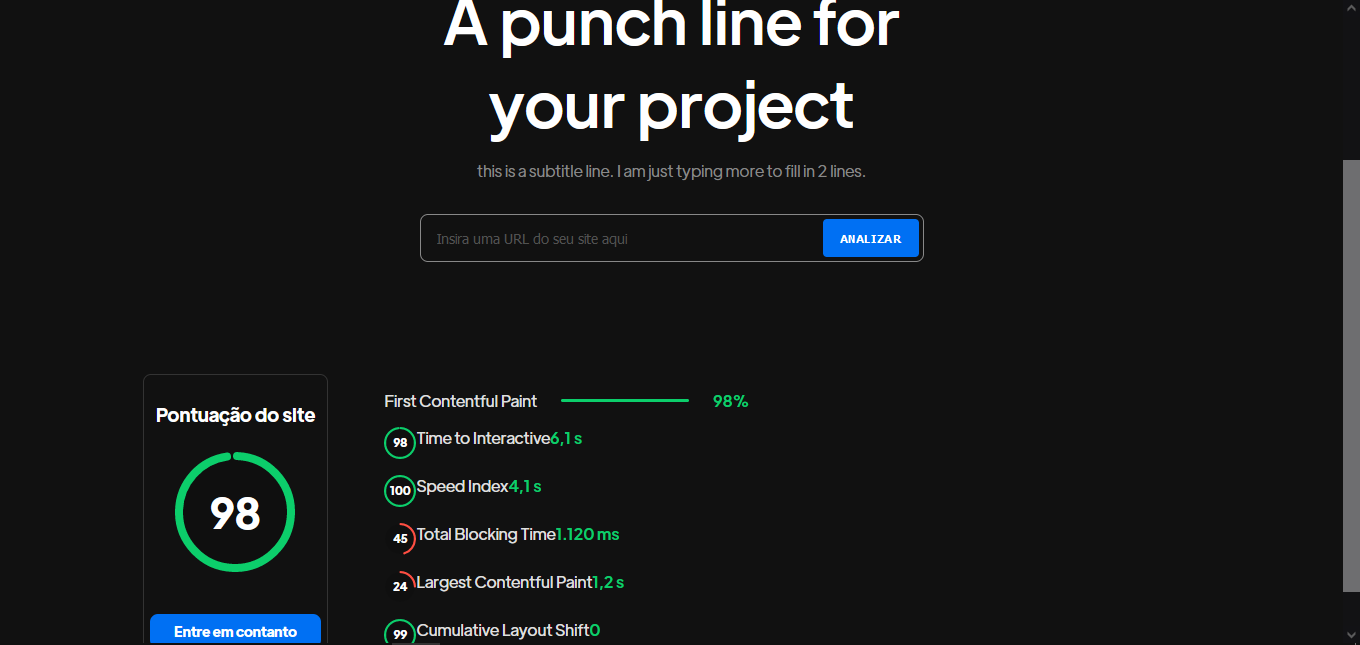 A punch line for
your project
this is a subtitle line. I am just typing more to fill in 2 lines.
Insira uma URL do seu site aqui
ANALIZAR
Pontuação do site
98
Entre em contanto
First Contentful Paint 98%
98 Time to Interactive6,1 s
100 Speed Index4,1 s
45 Total Blocking Time1.120 ms
24 Largest Contentful Paint1,2 s
99 Cumulative Layout Shift0